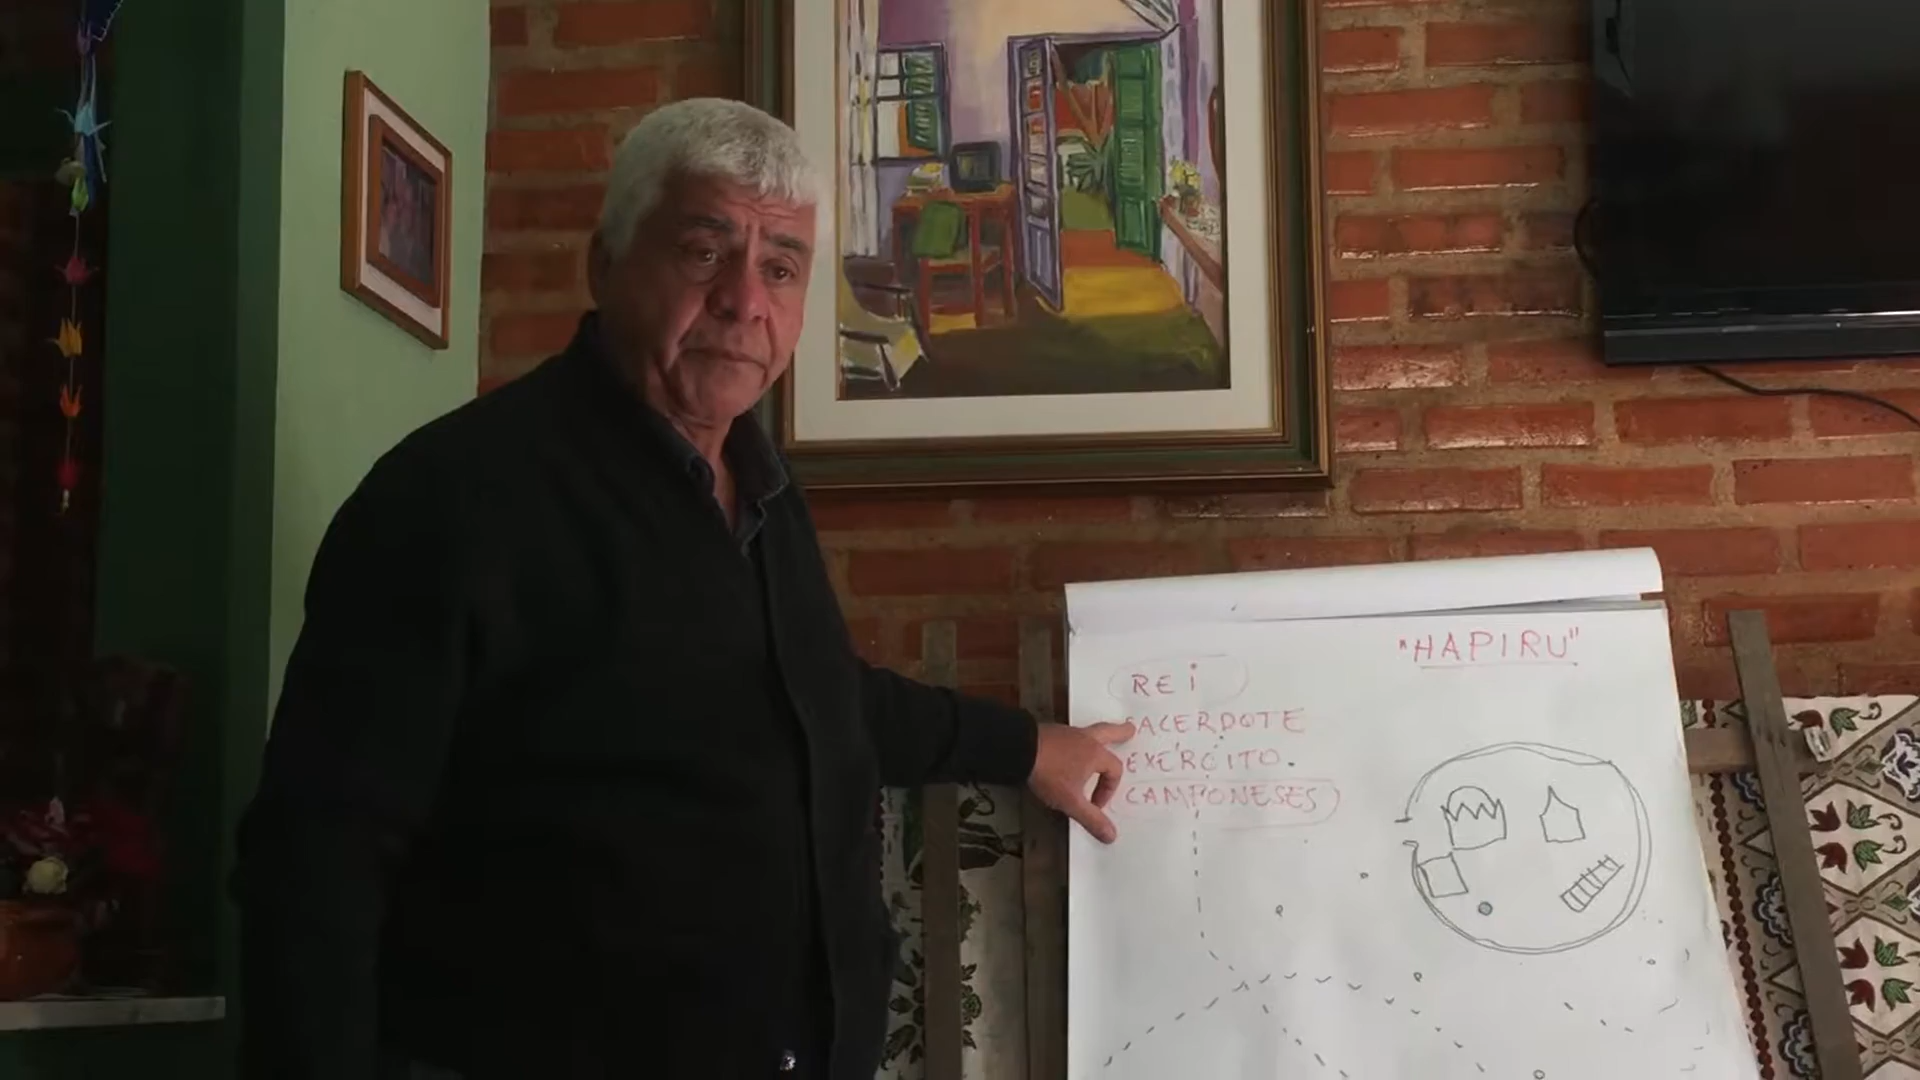 "HAPIRU"
REI
SACERDOTE
EXÉRCITO.
CAMPONESES